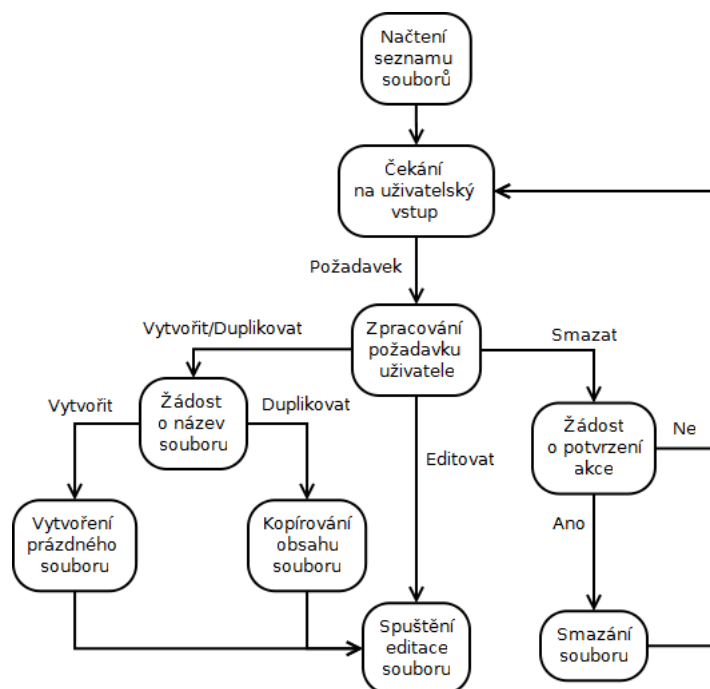 Načtení
seznamu
souborů
Čekání
na uživatelský
vstup
Požadavek
Vytvořit/Duplikovat
Zpracování
požadavku
uživatele
Smazat
Vytvořit
Žádost
o název
souboru
Duplikovat
Editovat
Žádost
o potvrzení
akce
Ne
Vytvoření
prázdného
souboru
Kopírování
obsahu
souboru
Ano
Spuštění
editace
souboru
Smazání
souboru